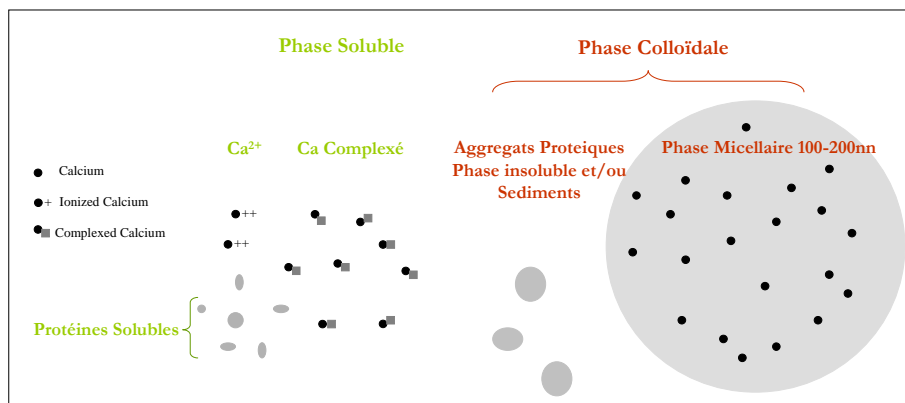 Phase Soluble
Phase Colloïdale
Ca²⁺
Ca Complexé
Aggregats Proteiques
Phase insoluble et/ou
Sediments
Phase Micellaire 100-200nn
Calcium
+ Ionized Calcium
Complexed Calcium
++
++
Protéines Solubles